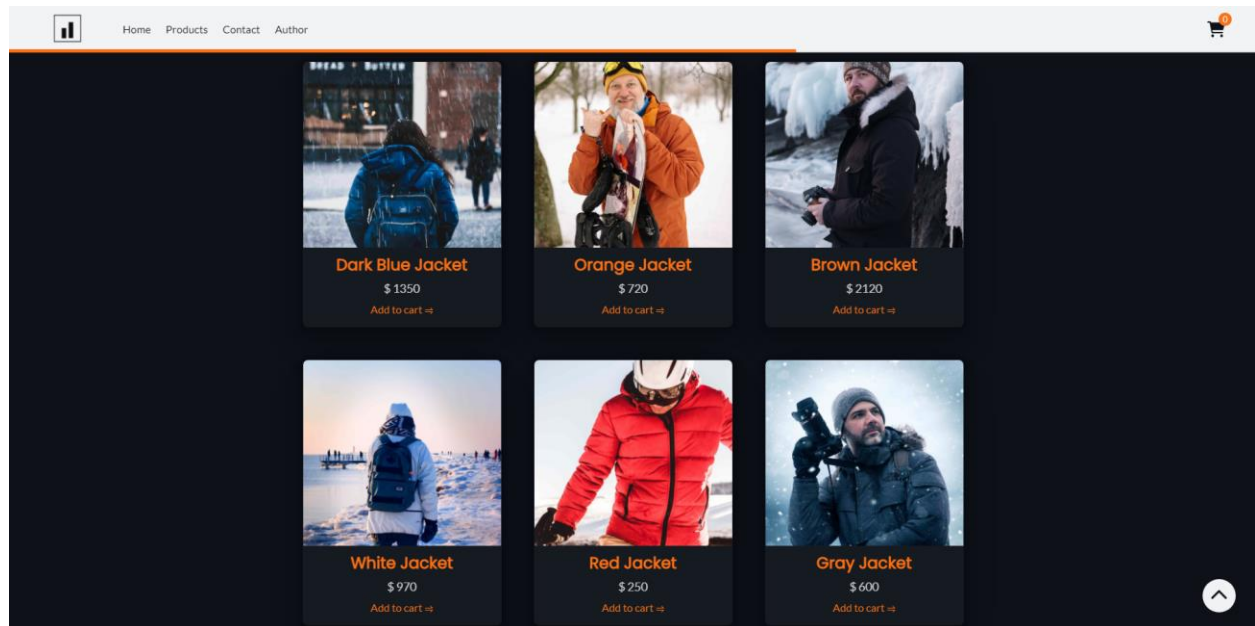 Home Products Contact Author
0
BREAD + BUTTER
Dark Blue Jacket
$ 1350
Add to cart ⇉
Orange Jacket
$ 720
Add to cart ⇉
Brown Jacket
$ 2120
Add to cart ⇉
White Jacket
$ 970
Add to cart ⇉
Red Jacket
$ 250
Add to cart ⇉
Gray Jacket
$ 600
Add to cart ⇉